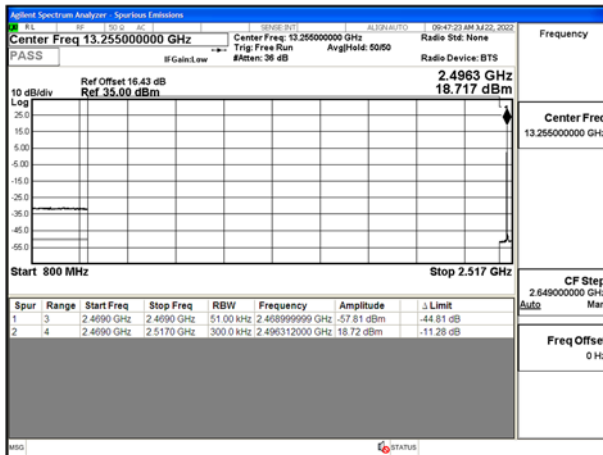 Agilent Spectrum Analyzer - Spurious Emissions
RL RF 50 Ω AC SENSE:INT ALIGN AUTO 09:47:23 AM Jul 22, 2022
Center Freq 13.255000000 GHz
Center Freq: 13.255000000 GHz
Radio Std: None
Trig: Free Run Avg|Hold: 50/50
PASS
IFGain:Low
#Atten: 36 dB
Radio Device: BTS
Ref Offset 16.43 dB
2.4963 GHz
10 dB/div Ref 35.00 dBm
18.717 dBm
Log
25.0
15.0
5.00
-5.00
-15.0
-25.0
-35.0
-45.0
-55.0
Start 800 MHz
Stop 2.517 GHz
Spur Range Start Freq Stop Freq RBW Frequency Amplitude Δ Limit
1 3 2.4690 GHz 2.4690 GHz 51.00 kHz 2.468999999 GHz -57.81 dBm -44.81 dB
2 4 2.4690 GHz 2.5170 GHz 300.0 kHz 2.496312000 GHz 18.72 dBm -11.28 dB
Frequency
Center Freq
13.255000000 GHz
CF Step
2.649000000 GHz
Auto Man
Freq Offset
0 Hz
MSG
STATUS